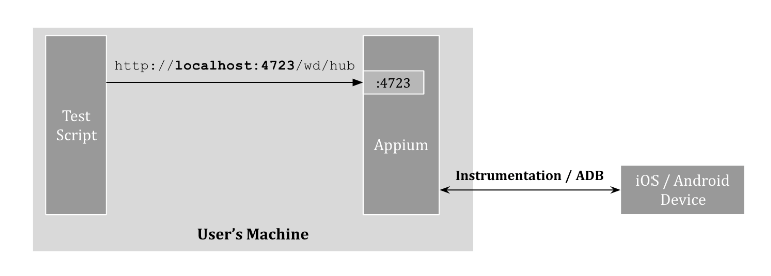 http://localhost:4723/wd/hub
:4723
Test
Script
Appium
Instrumentation / ADB
iOS / Android
Device
User's Machine